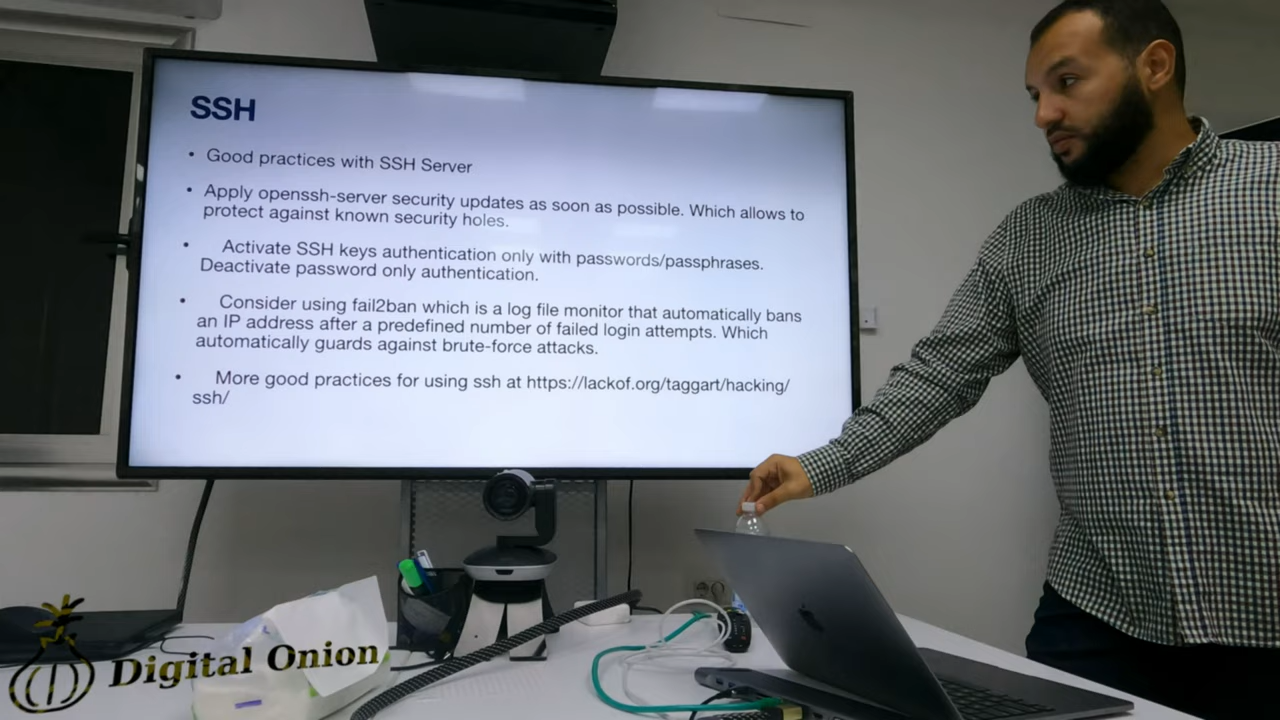 SSH
• Good practices with SSH Server
• Apply openssh-server security updates as soon as possible. Which allows to
protect against known security holes.
• Activate SSH keys authentication only with passwords/passphrases.
Deactivate password only authentication.
• Consider using fail2ban which is a log file monitor that automatically bans
an IP address after a predefined number of failed login attempts. Which
automatically guards against brute-force attacks.
• More good practices for using ssh at https://lackof.org/taggart/hacking/
ssh/
Digital Onion